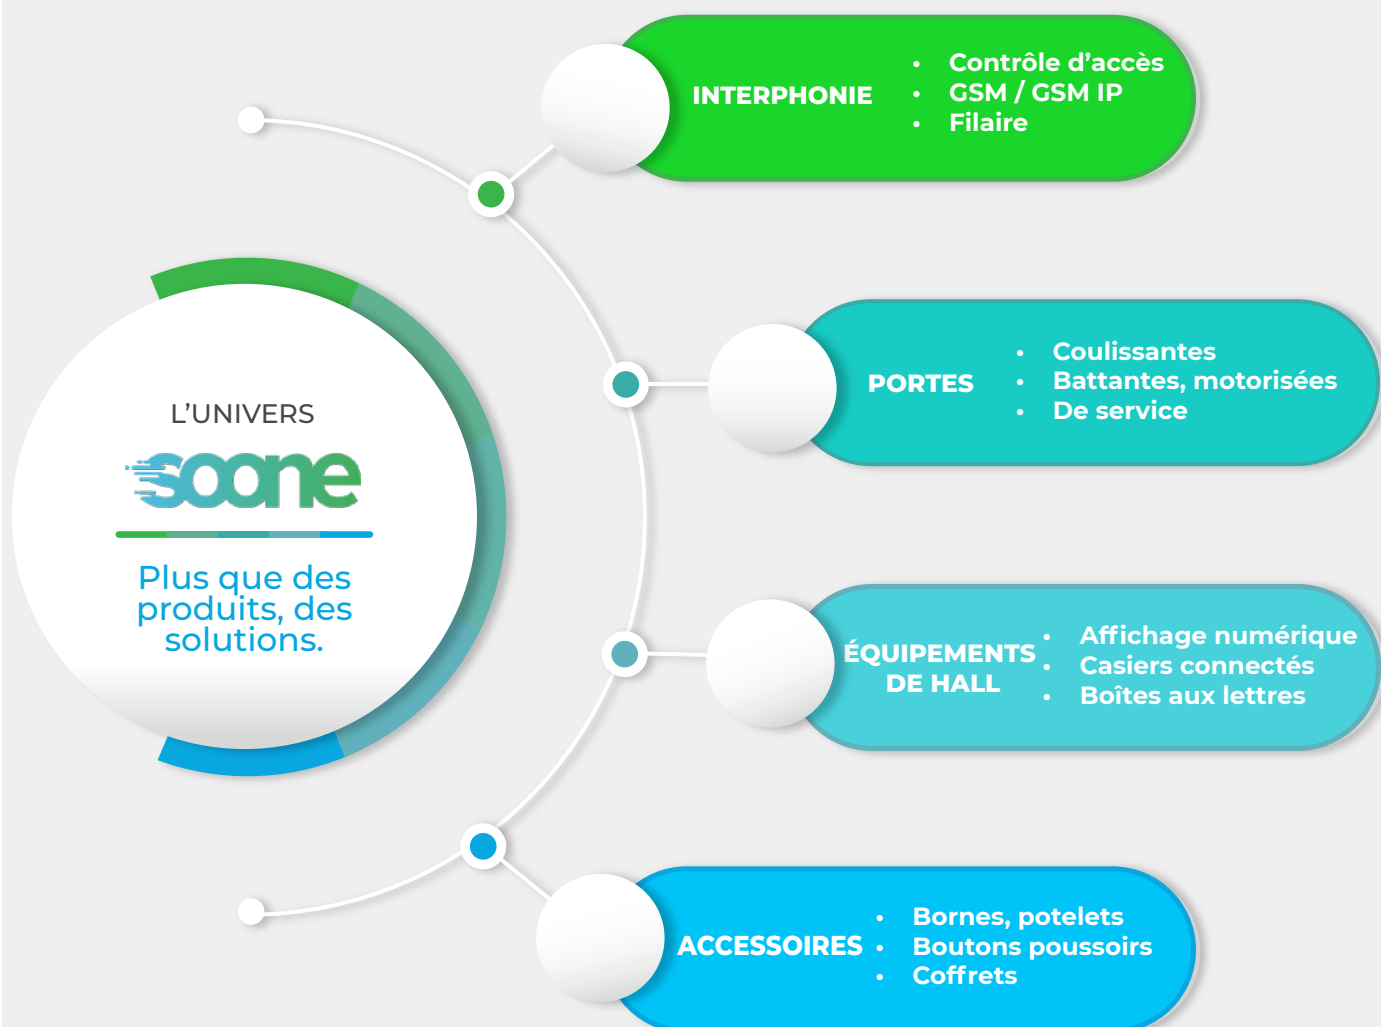 L’UNIVERS
soone
Plus que des
produits, des
solutions.
INTERPHONIE
• Contrôle d’accès
• GSM / GSM IP
• Filaire
PORTES
• Coulissantes
• Battantes, motorisées
• De service
ÉQUIPEMENTS
DE HALL
• Affichage numérique
• Casiers connectés
• Boîtes aux lettres
ACCESSOIRES
• Bornes, potelets
• Boutons poussoirs
• Coffrets